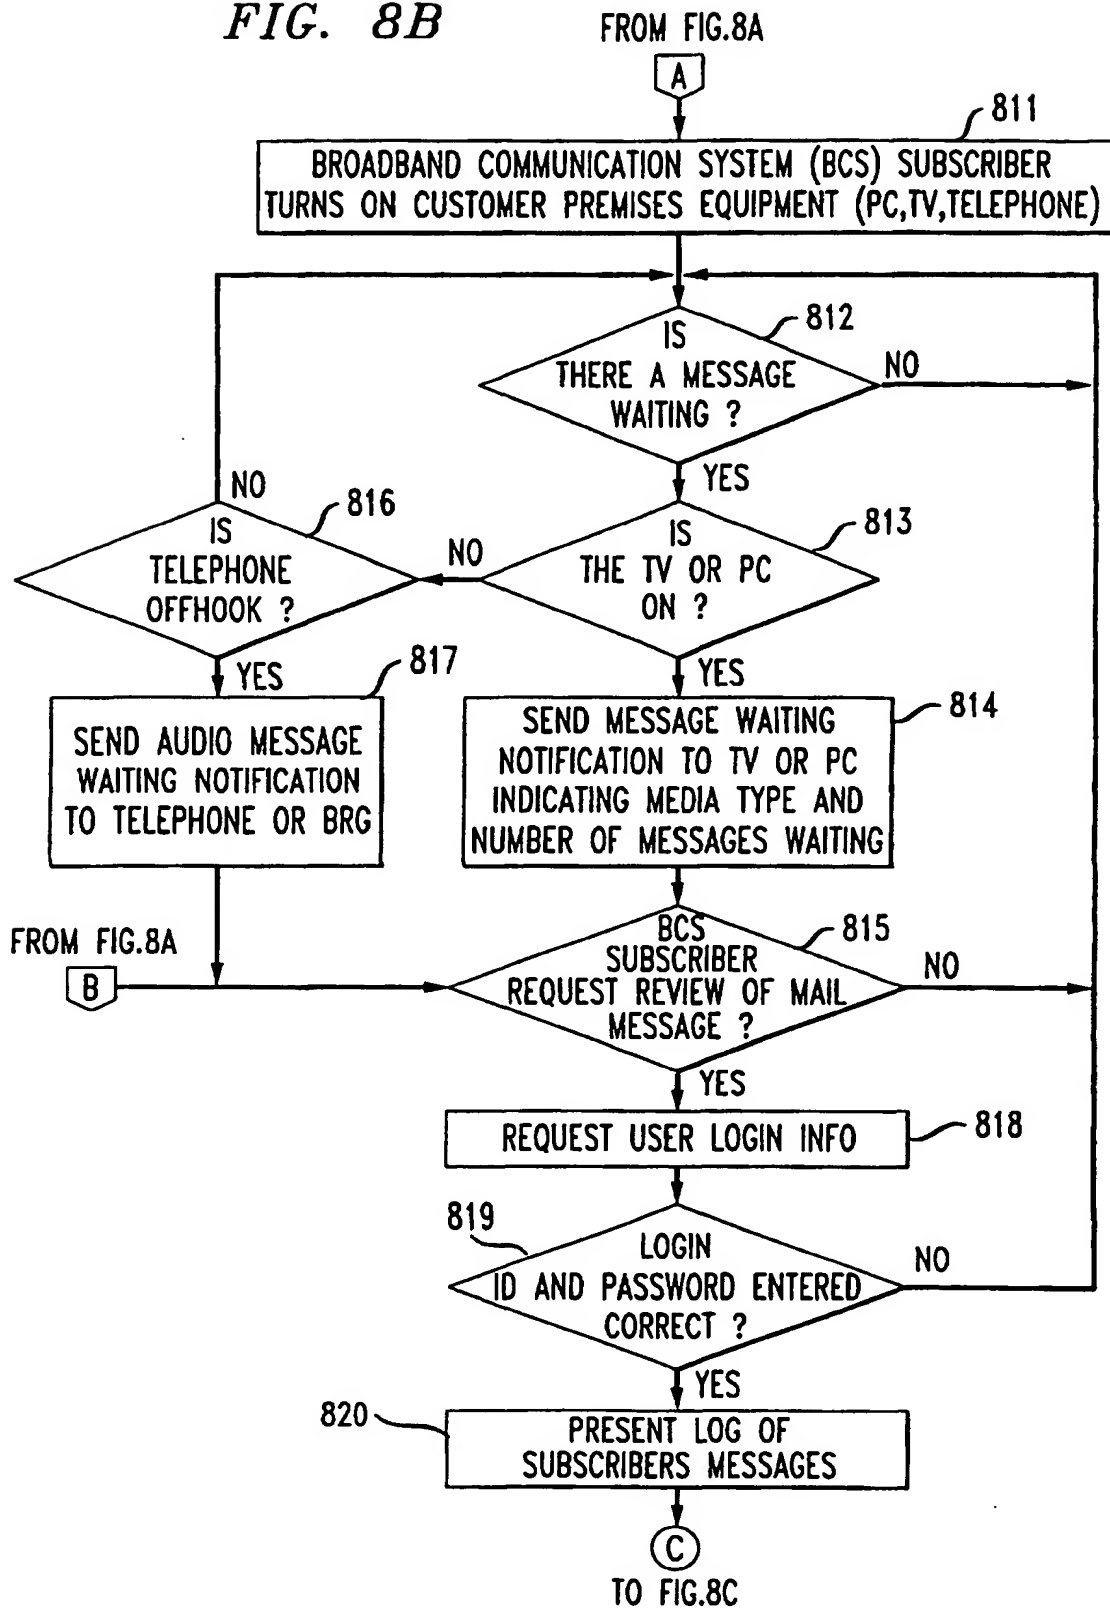 FIG. 8B
FROM FIG.8A
A
811
BROADBAND COMMUNICATION SYSTEM (BCS) SUBSCRIBER
TURNS ON CUSTOMER PREMISES EQUIPMENT (PC,TV,TELEPHONE)
812
IS
THERE A MESSAGE
WAITING ?
NO
YES
813
IS
THE TV OR PC
ON ?
NO
816
NO
IS
TELEPHONE
OFFHOOK ?
YES
817
SEND AUDIO MESSAGE
WAITING NOTIFICATION
TO TELEPHONE OR BRG
YES
814
SEND MESSAGE WAITING
NOTIFICATION TO TV OR PC
INDICATING MEDIA TYPE AND
NUMBER OF MESSAGES WAITING
FROM FIG.8A
B
815
BCS
SUBSCRIBER
REQUEST REVIEW OF MAIL
MESSAGE ?
NO
YES
REQUEST USER LOGIN INFO
818
819
LOGIN
ID AND PASSWORD ENTERED
CORRECT ?
NO
YES
820
PRESENT LOG OF
SUBSCRIBERS MESSAGES
C
TO FIG.8C